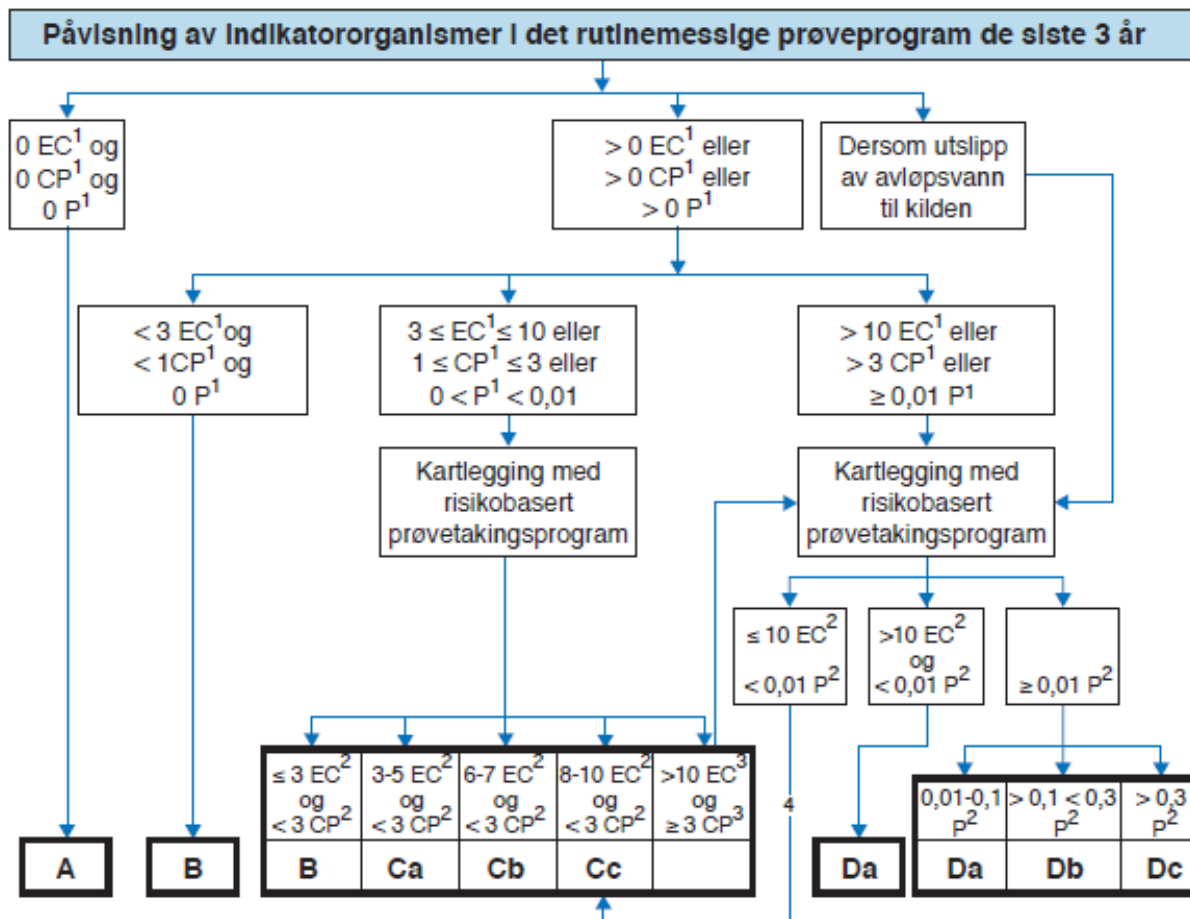 Påvisning av indikatororganismer i det rutinemessige prøveprogram de siste 3 år
0 EC¹ og
0 CP¹ og
0 P¹
> 0 EC¹ eller
> 0 CP¹ eller
> 0 P¹
Dersom utslipp
av avløpsvann
til kilden
< 3 EC¹og
< 1CP¹ og
0 P¹
3 ≤ EC¹≤ 10 eller
1 ≤ CP¹ ≤ 3 eller
0 < P¹ < 0,01
> 10 EC¹ eller
> 3 CP¹ eller
≥ 0,01 P¹
Kartlegging med
risikobasert
prøvetakingsprogram
Kartlegging med
risikobasert
prøvetakingsprogram
≤ 10 EC²
< 0,01 P²
>10 EC²
og
< 0,01 P²
≥ 0,01 P²
≤ 3 EC²
og
< 3 CP²
3-5 EC²
og
< 3 CP²
6-7 EC²
og
< 3 CP²
8-10 EC²
og
< 3 CP²
>10 EC³
og
≥ 3 CP³
4
0,01-0,1
P²
> 0,1 < 0,3
P²
> 0,3
P²
A
B
B
Ca
Cb
Cc
Da
Da
Db
Dc